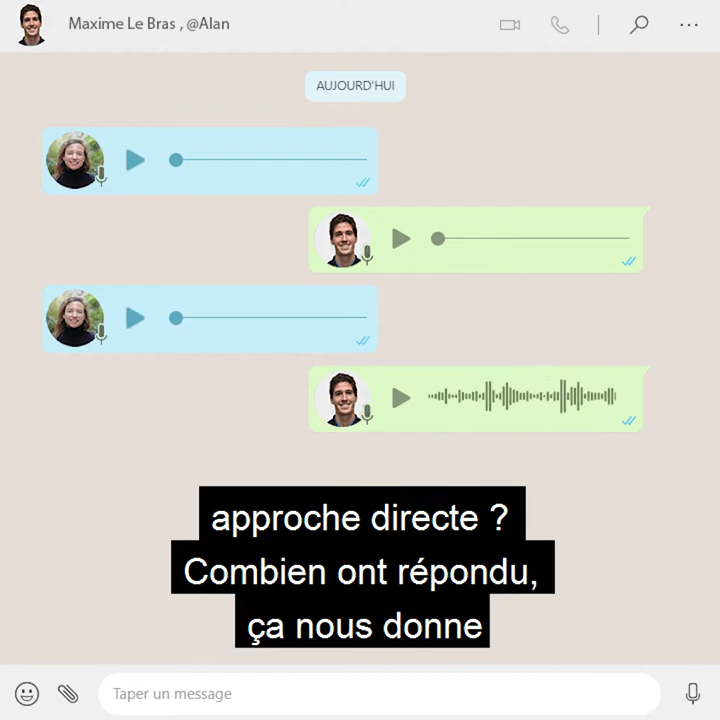 Maxime Le Bras , @Alan
AUJOURD'HUI
approche directe ?
Combien ont répondu,
ça nous donne
Taper un message